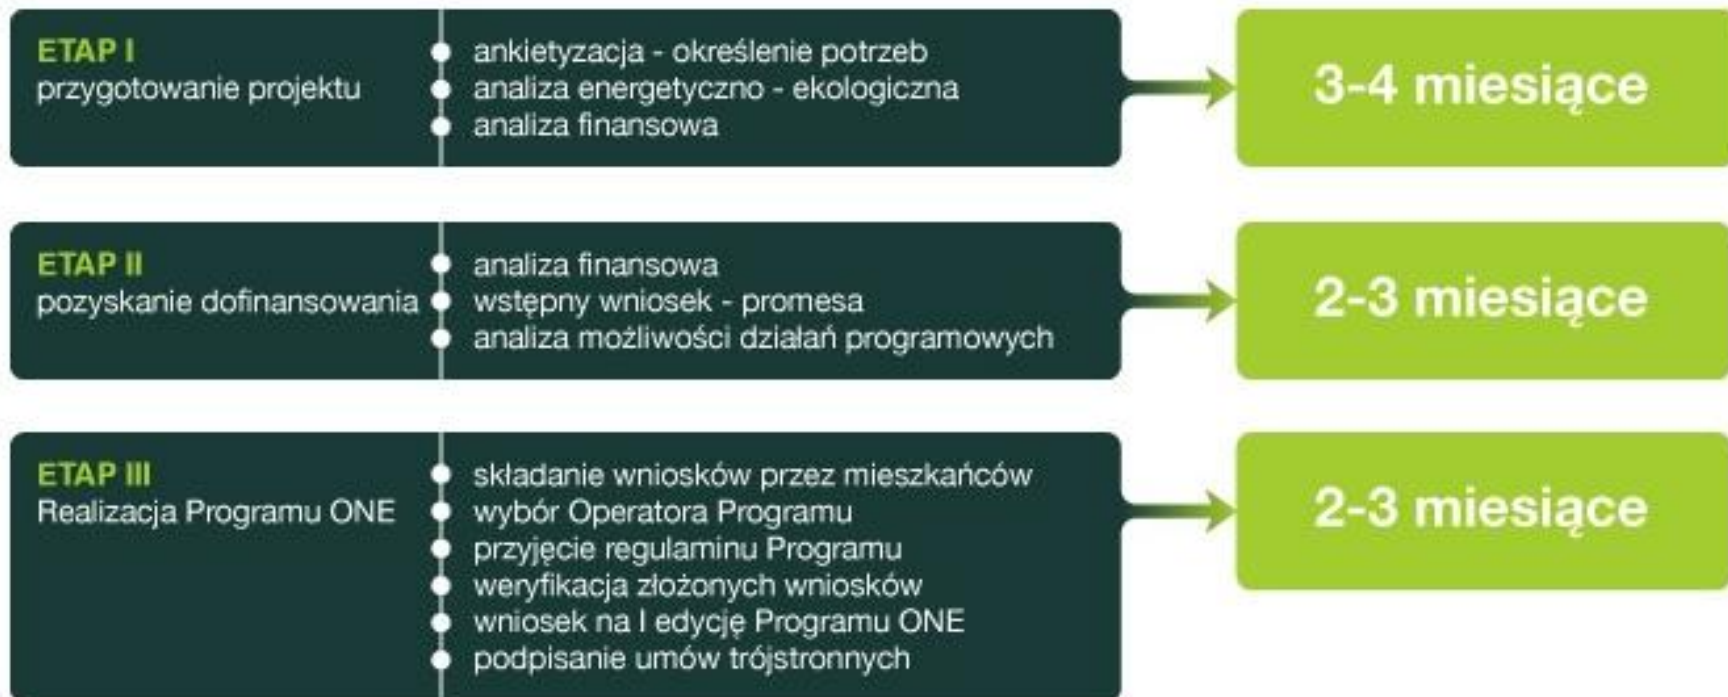 ETAP I
przygotowanie projektu
ankietyzacja - określenie potrzeb
analiza energetyczno - ekologiczna
analiza finansowa
3-4 miesiące
ETAP II
pozyskanie dofinansowania
analiza finansowa
wstępny wniosek - promesa
analiza możliwości działań programowych
2-3 miesiące
ETAP III
Realizacja Programu ONE
składanie wniosków przez mieszkańców
wybór Operatora Programu
przyjęcie regulaminu Programu
weryfikacja złożonych wniosków
wniosek na I edycję Programu ONE
podpisanie umów trójstronnych
2-3 miesiące